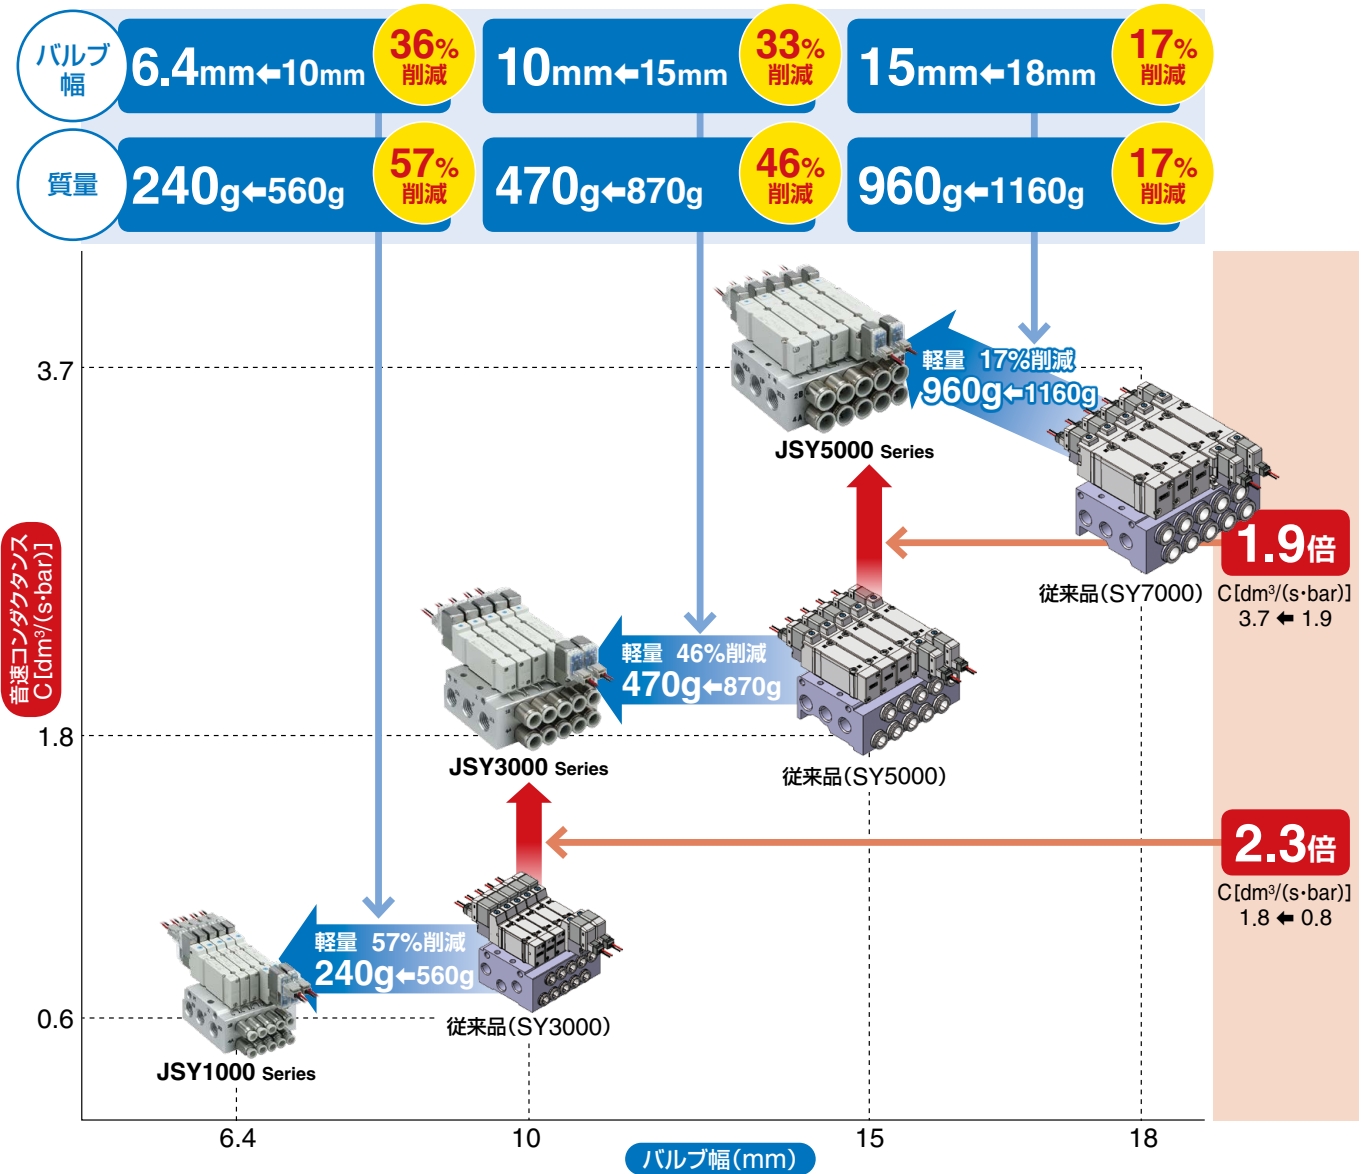 バルブ
幅
6.4mm⬅10mm
36%
削減
10mm⬅15mm
33%
削減
15mm⬅18mm
17%
削減
質量
240g⬅560g
57%
削減
470g⬅870g
46%
削減
960g⬅1160g
17%
削減
3.7
軽量 17%削減
960g⬅1160g
JSY5000 Series
音速コンダクタンス
C[dm³/(s･bar)]
1.9倍
C[dm³/(s･bar)]
3.7 ⬅ 1.9
従来品(SY7000)
軽量 46%削減
470g⬅870g
1.8
JSY3000 Series
従来品(SY5000)
2.3倍
C[dm³/(s･bar)]
1.8 ⬅ 0.8
軽量 57%削減
240g⬅560g
0.6
従来品(SY3000)
JSY1000 Series
6.4
10
15
18
バルブ幅(mm)